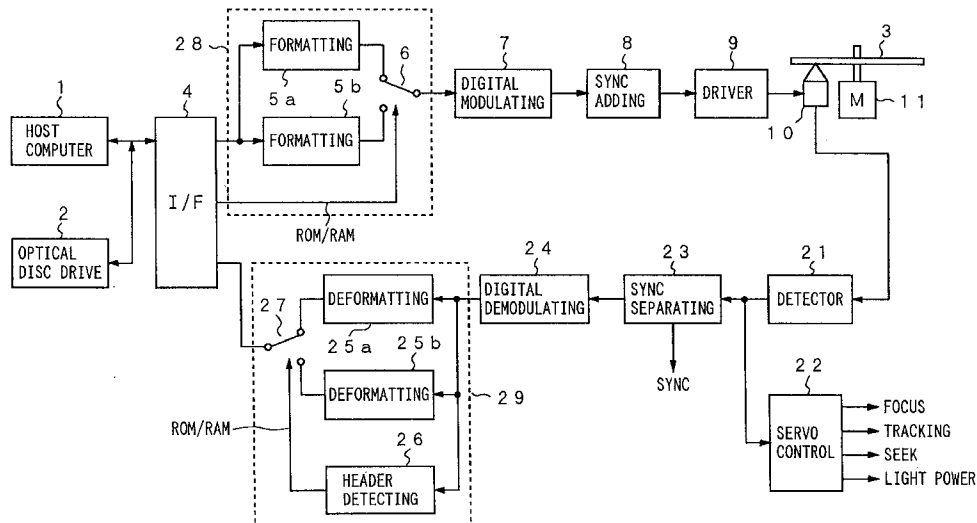 28
FORMATTING
5a
6
5b
FORMATTING
ROM/RAM
7
DIGITAL
MODULATING
8
SYNC
ADDING
9
DRIVER
3
M
10
11
1
HOST
COMPUTER
4
I/F
2
OPTICAL
DISC DRIVE
27
DEFORMATTING
25a
25b
DEFORMATTING
29
ROM/RAM
26
HEADER
DETECTING
24
DIGITAL
DEMODULATING
23
SYNC
SEPARATING
SYNC
21
DETECTOR
22
SERVO
CONTROL
FOCUS
TRACKING
SEEK
LIGHT POWER